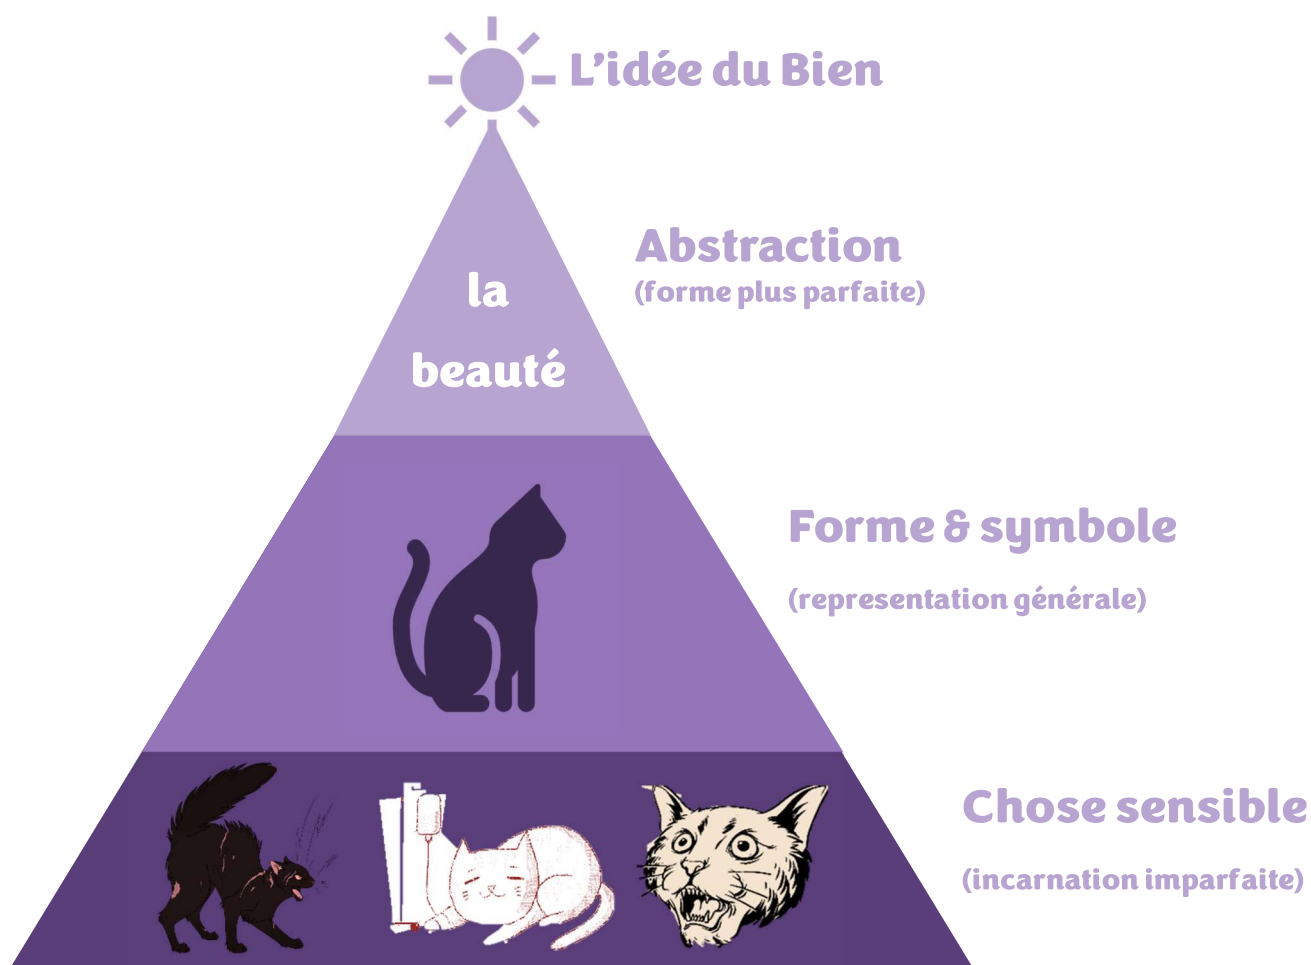 L'idée du Bien
Abstraction
(forme plus parfaite)
la
beauté
Forme & symbole
(representation générale)
Chose sensible
(incarnation imparfaite)